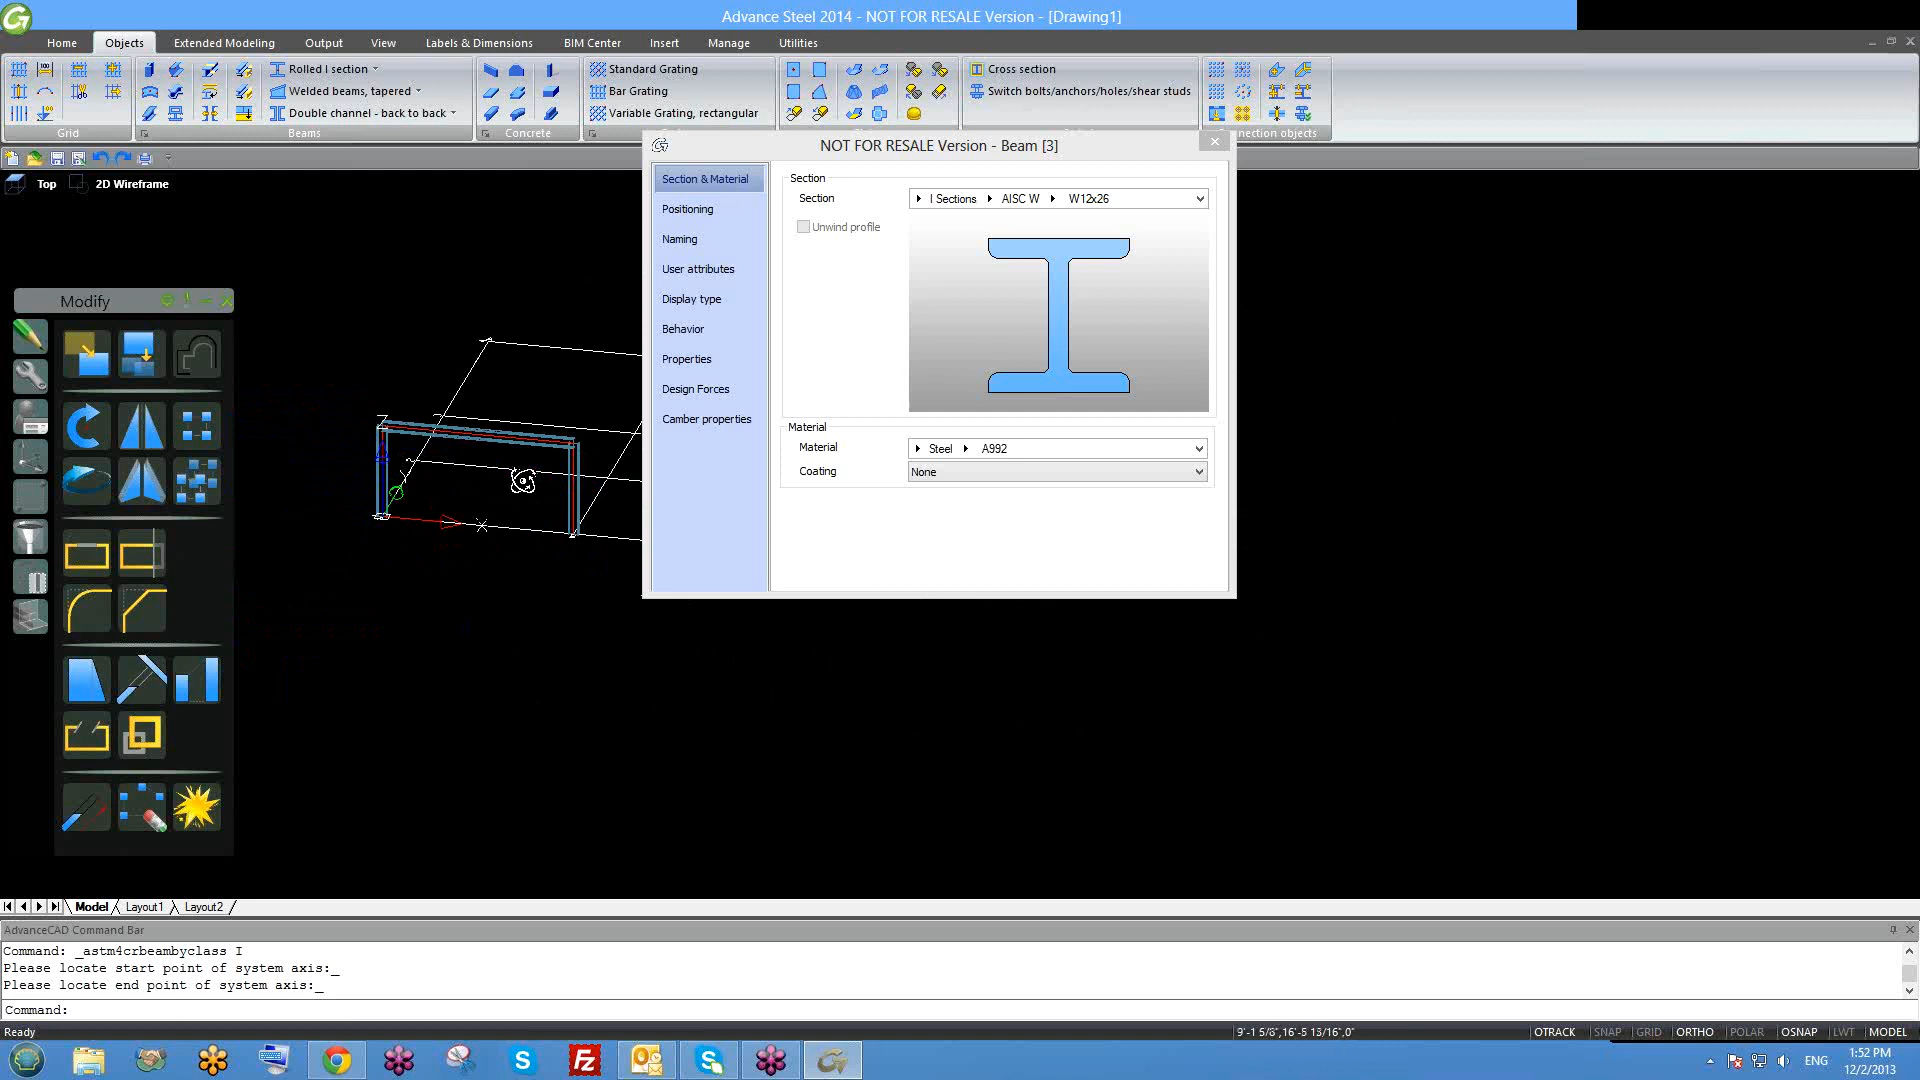 Advance Steel 2014 - NOT FOR RESALE Version - [Drawing1]
Home Objects Extended Modeling Output View Labels & Dimensions BIM Center Insert Manage Utilities
Rolled I section
Standard Grating
Cross section
Welded beams, tapered
Bar Grating
Switch bolts/anchors/holes/shear studs
Double channel - back to back
Variable Grating, rectangular
Grid Beams Concrete nnection objects
NOT FOR RESALE Version - Beam [3]
Top 2D Wireframe
Section & Material
Positioning
Naming
User attributes
Display type
Behavior
Properties
Design Forces
Camber properties
Section
Section I Sections AISC W W12x26
Unwind profile
Material
Material Steel A992
Coating None
Modify
X
Y
Model Layout1 Layout2
AdvanceCAD Command Bar
Command: _astm4crbeambyclass I
Please locate start point of system axis:_
Please locate end point of system axis:_
Command:
Ready
9'-1 5/8",16'-5 13/16",0"
OTRACK SNAP GRID ORTHO POLAR OSNAP LWT MODEL
ENG
1:52 PM
12/2/2013